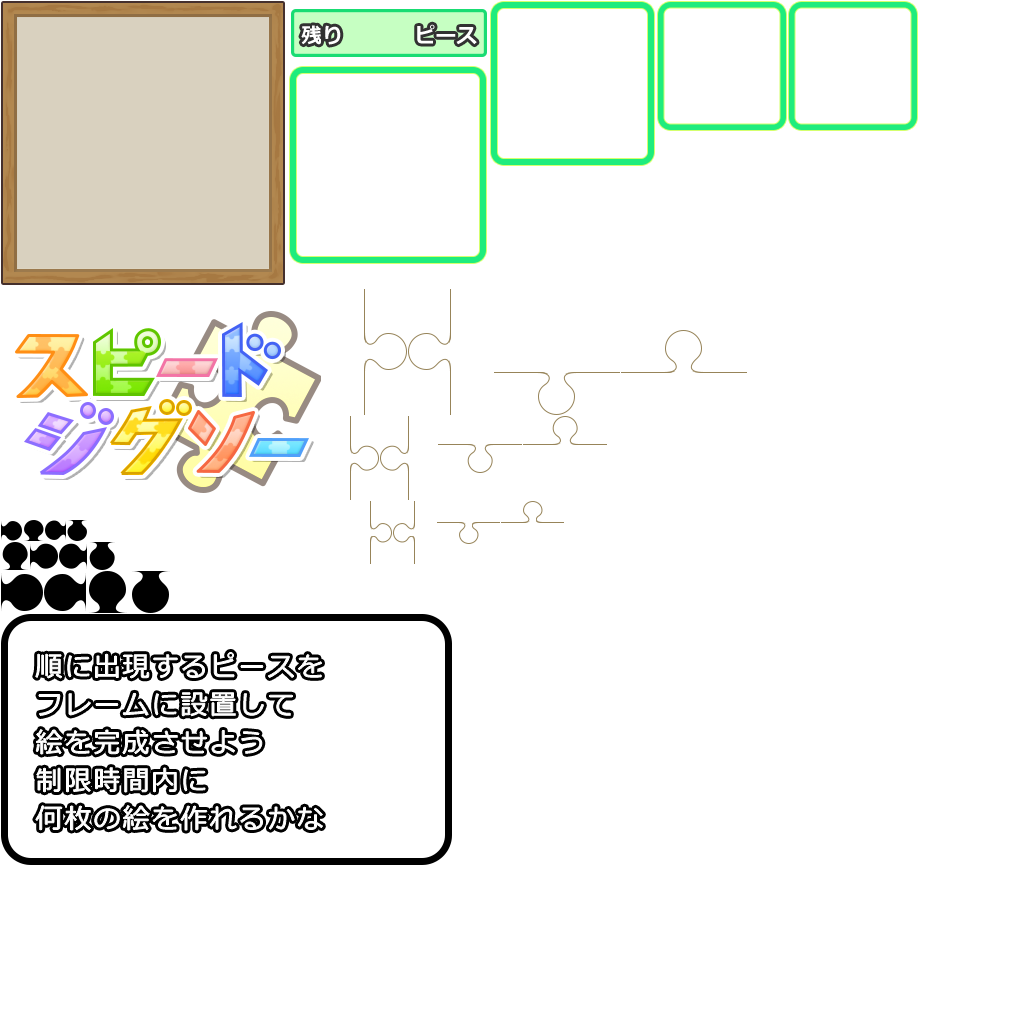 残り ピース
スピード
ジグソー
順に出現するピースを
フレームに設置して
絵を完成させよう
制限時間内に
何枚の絵を作れるかな